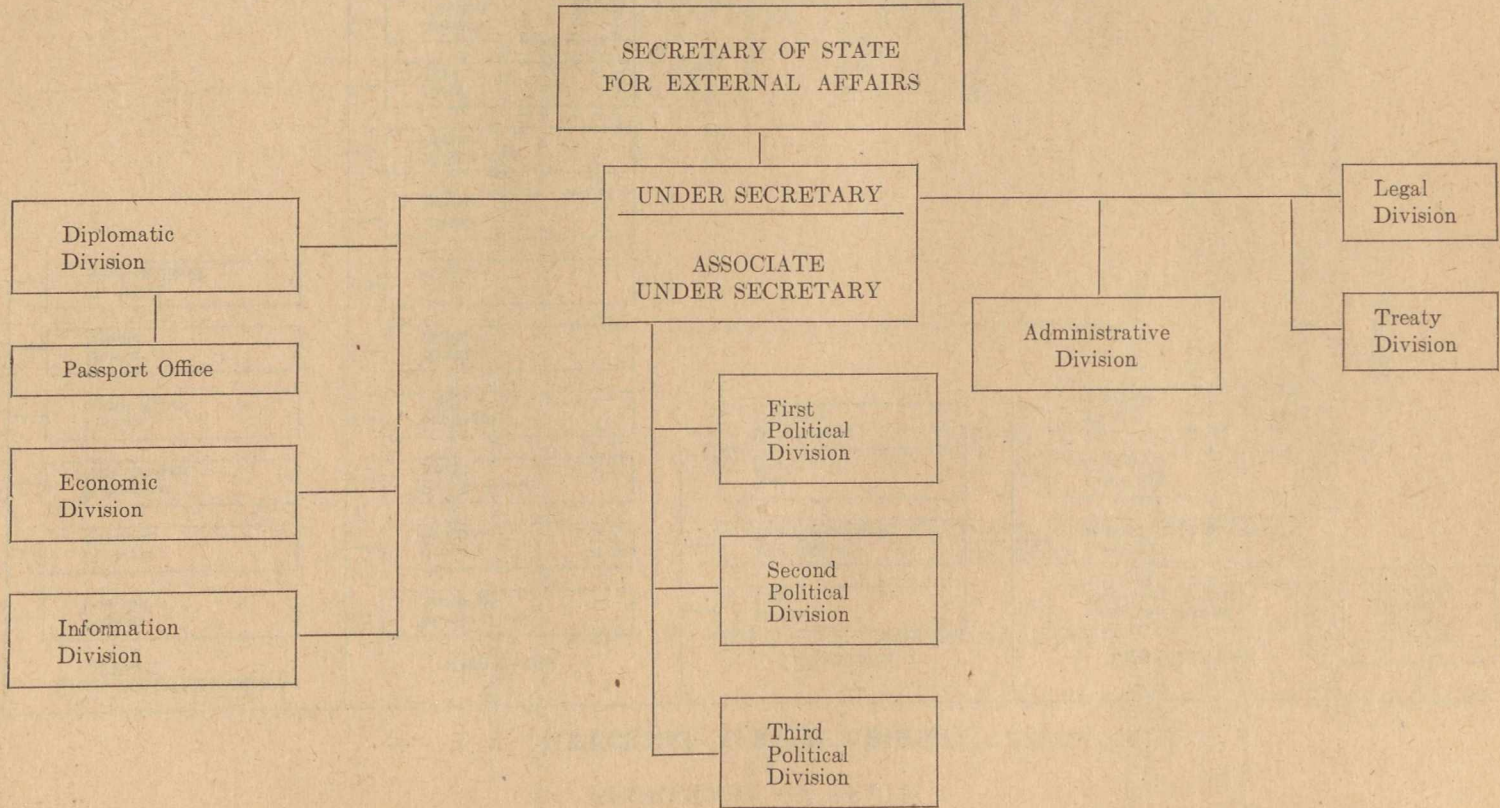 SECRETARY OF STATE
FOR EXTERNAL AFFAIRS
UNDER SECRETARY
ASSOCIATE
UNDER SECRETARY
Diplomatic
Division
Passport Office
Economic
Division
Information
Division
First
Political
Division
Second
Political
Division
Third
Political
Division
Administrative
Division
Legal
Division
Treaty
Division